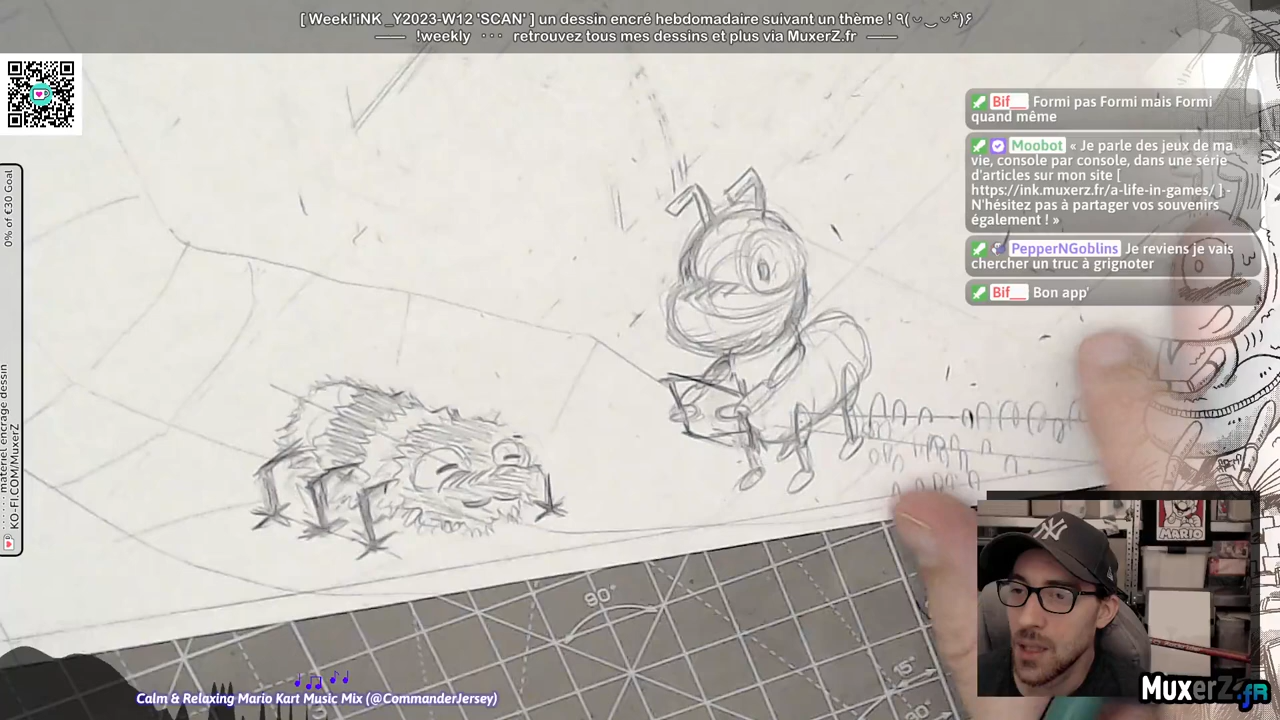 [ Weekl'iNK _Y2023-W12 'SCAN' ] un dessin encré hebdomadaire suivant un thème !
!weekly ··· retrouvez tous mes dessins et plus via MuxerZ.fr
Bif__ Formi pas Formi mais Formi
quand même
Moobot « Je parle des jeux de ma
vie, console par console, dans une série
d'articles sur mon site [
https://ink.muxerz.fr/a-life-in-games/ ] -
N'hésitez pas à partager vos souvenirs
également ! »
PepperNGoblins Je reviens je vais
chercher un truc à grignoter
Bif__ Bon app'
0% of €30 Goal
matériel encrage dessin
KO-FI.COM/MuxerZ
90°
15°
MARIO
Calm & Relaxing Mario Kart Music Mix (@CommanderJersey)
MuxerZ.fR